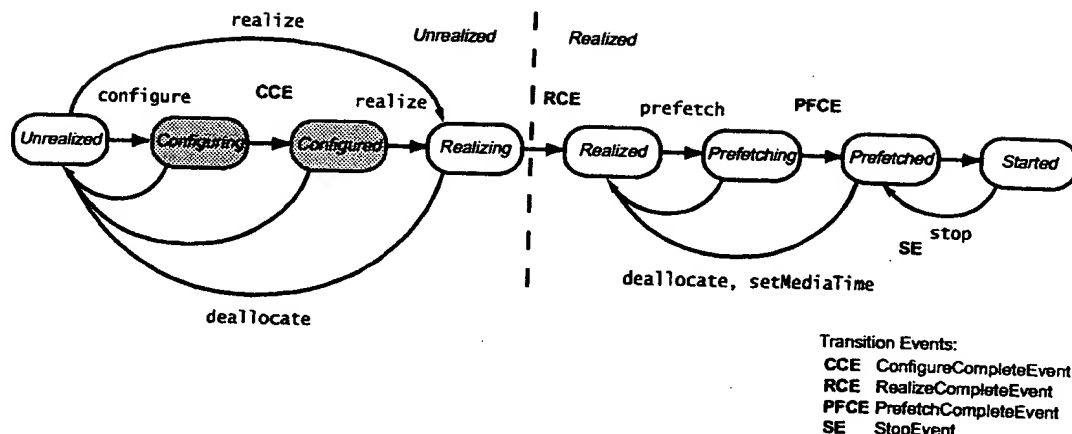 realize
Unrealized
Realized
configure
CCE
realize
RCE
prefetch
PFCE
Unrealized
Configuring
Configured
Realizing
Realized
Prefetching
Prefetched
Started
SE
stop
deallocate, setMediaTime
deallocate
Transition Events:
CCE ConfigureCompleteEvent
RCE RealizeCompleteEvent
PFCE PrefetchCompleteEvent
SE StopEvent